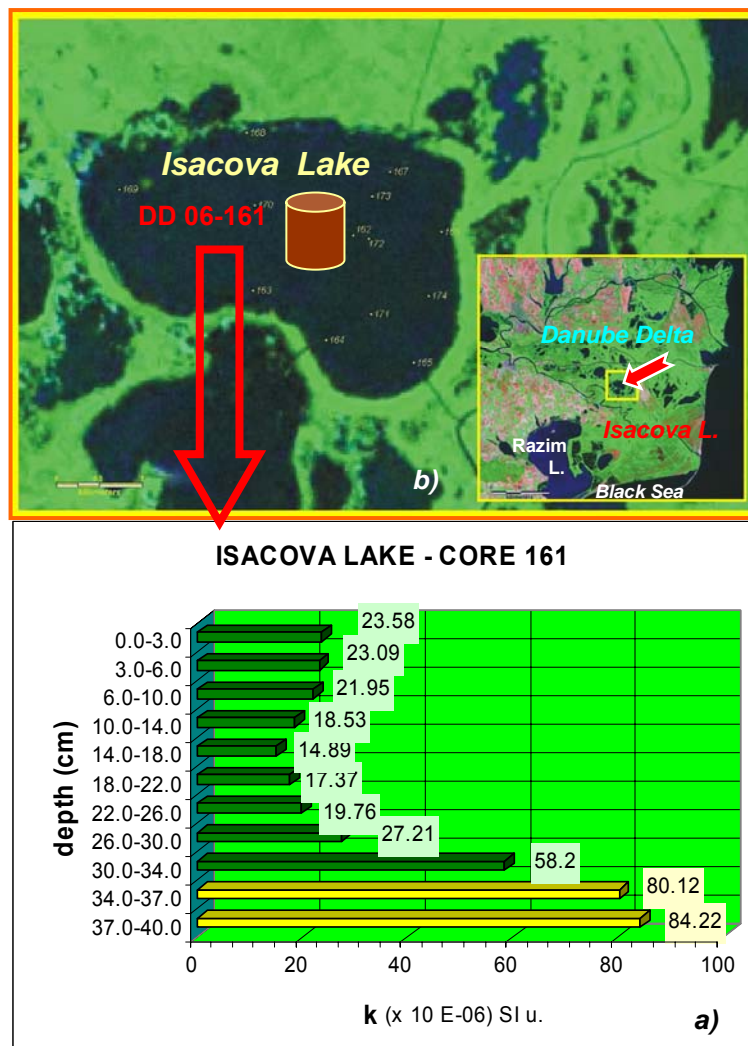 168
Isacova Lake
167
169
173
170
DD 06-161
162
172
163
174
171
164
165
Danube Delta
Isacova L.
Razim
L.
Black Sea
b)
ISACOVA LAKE - CORE 161
depth (cm)
0.0-3.0 23.58
3.0-6.0 23.09
6.0-10.0 21.95
10.0-14.0 18.53
14.0-18.0 14.89
18.0-22.0 17.37
22.0-26.0 19.76
26.0-30.0 27.21
30.0-34.0 58.2
34.0-37.0 80.12
37.0-40.0 84.22
0 20 40 60 80 100
k (x 10 E-06) SI u.
a)